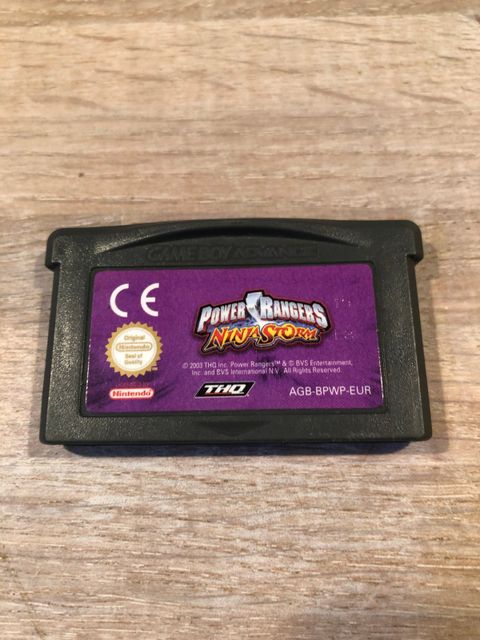 GAME BOY ADVANCE
CE
POWER RANGERS
NINJA STORM
Original
Nintendo
Seal of
Quality
© 2003 THQ Inc. Power Rangers™ & © BVS Entertainment,
Inc. and BVS International N.V. All Rights Reserved.
Nintendo
THQ
AGB-BPWP-EUR